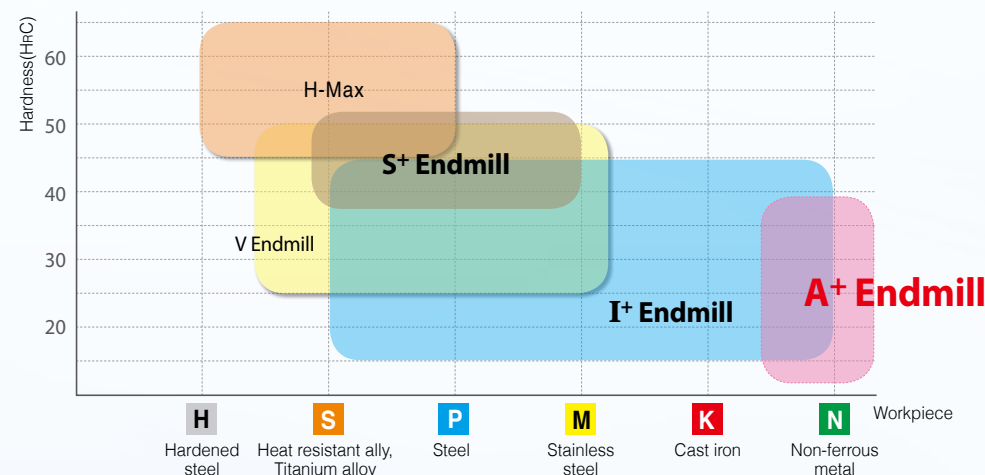 Hardness(HRC)
60
50
40
30
20
H-Max
S+ Endmill
V Endmill
I+ Endmill
A+ Endmill
H
S
P
M
K
N
Workpiece
Hardened
steel
Heat resistant ally,
Titanium alloy
Steel
Stainless
steel
Cast iron
Non-ferrous
metal